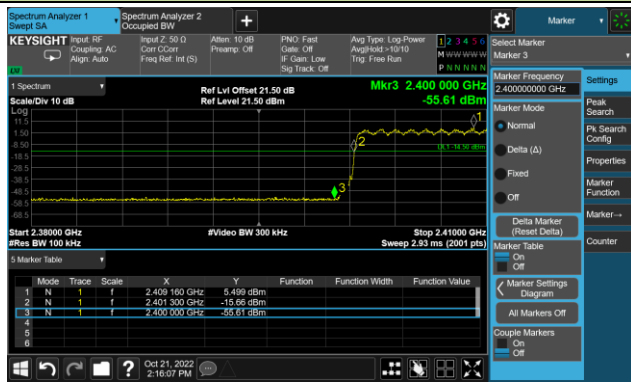 Spectrum Analyzer 1
Swept SA
Spectrum Analyzer 2
Occupied BW
Marker
KEYSIGHT
Input: RF
Coupling: AC
Align: Auto
Input Z: 50 Ω
Corr CCorr
Freq Ref: Int (S)
Atten: 10 dB
Preamp: Off
PNO: Fast
Gate: Off
IF Gain: Low
Sig Track: Off
Avg Type: Log-Power
Avg|Hold:>10/10
Trig: Free Run
1 2 3 4 5 6
M W W W W W
P N N N N N
Select Marker
Marker 3
1 Spectrum
Scale/Div 10 dB
Ref Lvl Offset 21.50 dB
Ref Level 21.50 dBm
Mkr3 2.400 000 GHz
-55.61 dBm
Log
11.5
1.50
-8.50
-18.5
-28.5
-38.5
-48.5
-58.5
-68.5
1
2
3
DL1 -14.50 dBm
Start 2.38000 GHz
#Res BW 100 kHz
#Video BW 300 kHz
Stop 2.41000 GHz
Sweep 2.93 ms (2001 pts)
5 Marker Table
Mode Trace Scale X Y Function Function Width Function Value
1 N 1 f 2.409 160 GHz 5.499 dBm
2 N 1 f 2.401 300 GHz -15.66 dBm
3 N 1 f 2.400 000 GHz -55.61 dBm
4
5
6
Marker Frequency
2.400000000 GHz
Marker Mode
Normal
Delta (Δ)
Fixed
Off
Delta Marker
(Reset Delta)
Marker Table
On
Off
Marker Settings
Diagram
All Markers Off
Couple Markers
On
Off
Settings
Peak
Search
Pk Search
Config
Properties
Marker
Function
Marker→
Counter
Oct 21, 2022
2:16:07 PM